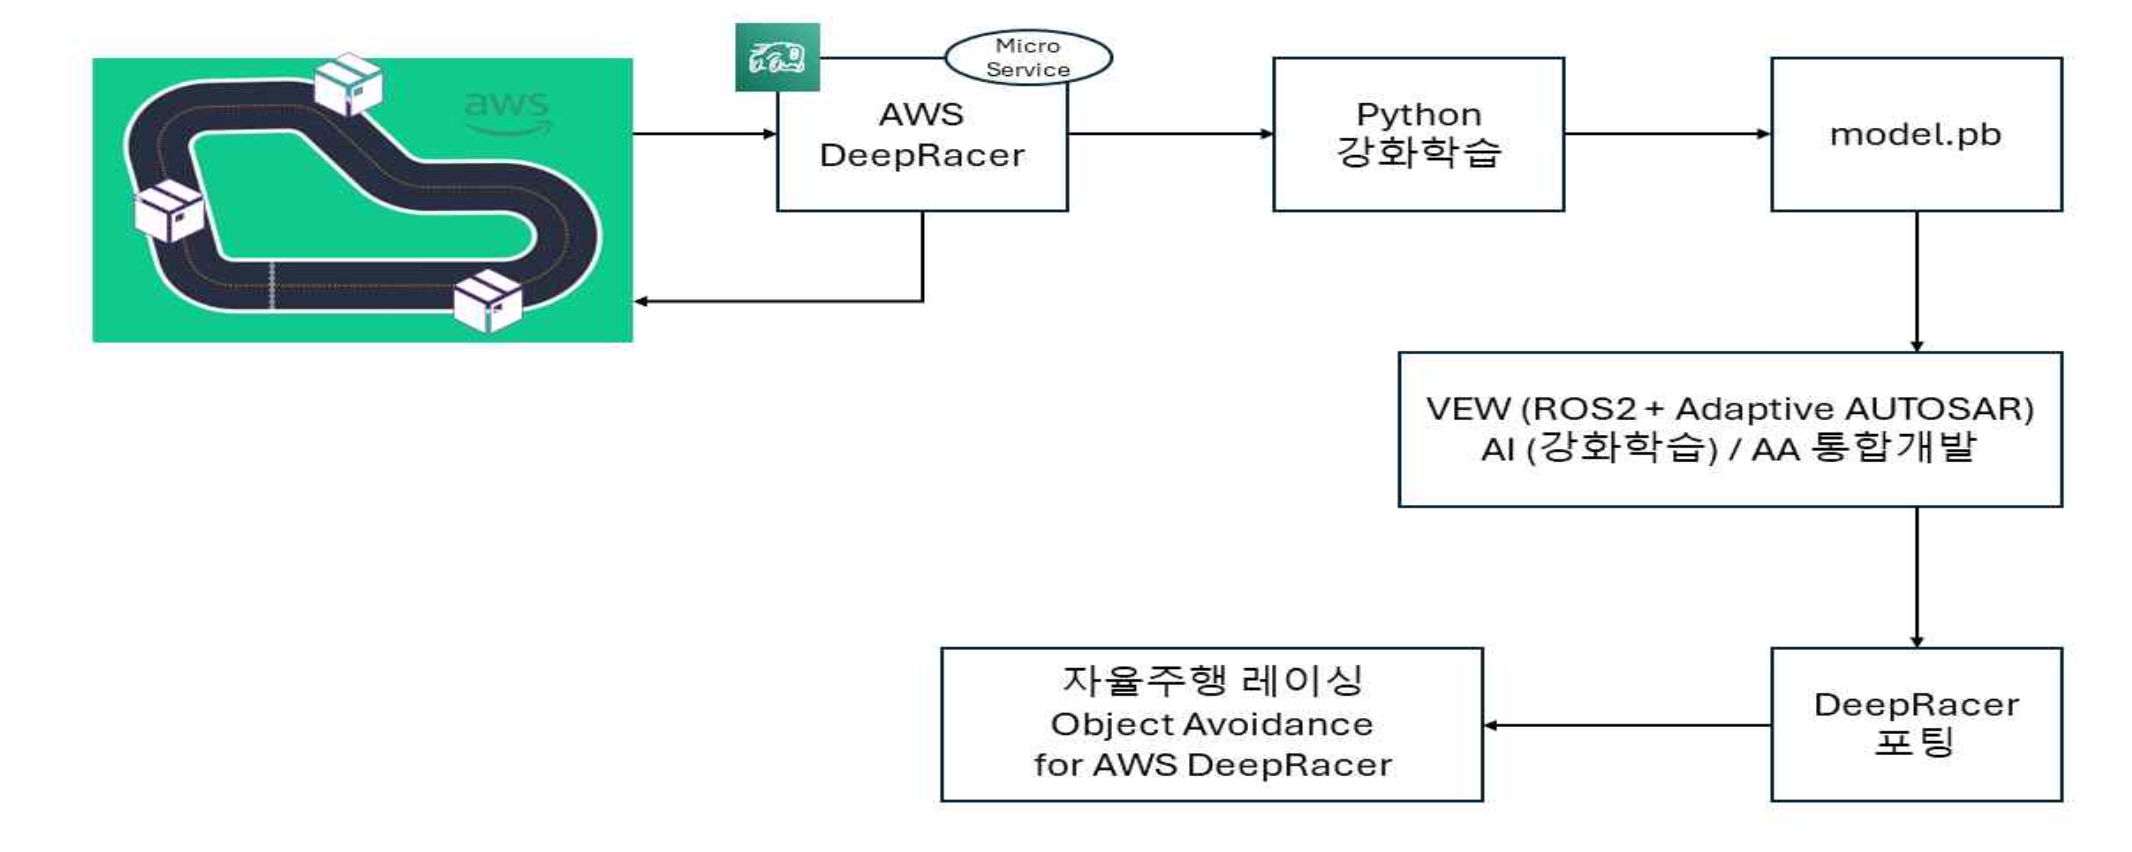 aws
Micro
Service
AWS
DeepRacer
Python
강화학습
model.pb
VEW (ROS2 + Adaptive AUTOSAR)
AI (강화학습) / AA 통합개발
DeepRacer
포팅
자율주행 레이싱
Object Avoidance
for AWS DeepRacer